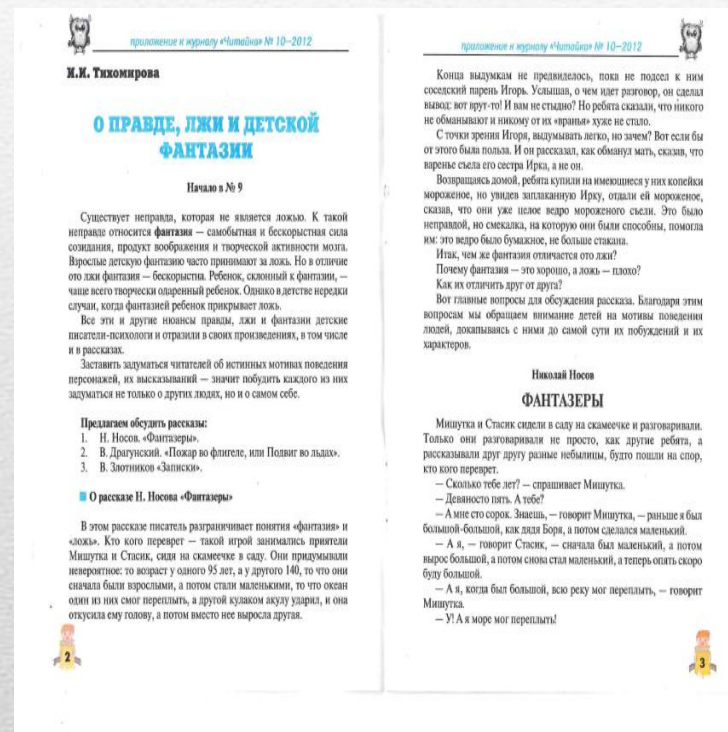 приложение к журналу «Читайка» № 10–2012
И.И. Тихомирова
О ПРАВДЕ, ЛЖИ И ДЕТСКОЙ
ФАНТАЗИИ
Начало в № 9
Существует неправда, которая не является ложью. К такой
неправде относится фантазия — самобытная и бескорыстная сила
созидания, продукт воображения и творческой активности мозга.
Взрослые детскую фантазию часто принимают за ложь. Но в отличие
ото лжи фантазия — бескорыстна. Ребенок, склонный к фантазии, —
чаще всего творчески одаренный ребенок. Однако в детстве нередки
случаи, когда фантазией ребенок прикрывает ложь.
Все эти и другие нюансы правды, лжи и фантазии детские
писатели-психологи и отразили в своих произведениях, в том числе
и в рассказах.
Заставить задуматься читателей об истинных мотивах поведения
персонажей, их высказываний — значит побудить каждого из них
задуматься не только о других людях, но и о самом себе.
Предлагаем обсудить рассказы:
1. Н. Носов. «Фантазеры».
2. В. Драгунский. «Пожар во флигеле, или Подвиг во льдах».
3. В. Злотников «Записки».
О рассказе Н. Носова «Фантазеры»
В этом рассказе писатель разграничивает понятия «фантазия» и
«ложь». Кто кого переврет — такой игрой занимались приятели
Мишутка и Стасик, сидя на скамеечке в саду. Они придумывали
невероятное: то возраст у одного 95 лет, а у другого 140, то что они
сначала были взрослыми, а потом стали маленькими, то что океан
один из них смог переплыть, а другой кулаком акулу ударил, и она
откусила ему голову, а потом вместо нее выросла другая.
2
приложение к журналу «Читайка» № 10–2012
Конца выдумкам не предвиделось, пока не подсел к ним
соседский парень Игорь. Услышав, о чем идет разговор, он сделал
вывод: вот врут-то! И вам не стыдно? Но ребята сказали, что никого
не обманывают и никому от их «вранья» хуже не стало.
С точки зрения Игоря, выдумывать легко, но зачем? Вот если бы
от этого была польза. И он рассказал, как обманул мать, сказав, что
варенье съела его сестра Ирка, а не он.
Возвращаясь домой, ребята купили на имеющиеся у них копейки
мороженое, но увидев заплаканную Ирку, отдали ей мороженое,
сказав, что они уже целое ведро мороженого съели. Это было
неправдой, но смекалка, на которую они были способны, помогла
им: это ведро было бумажное, не больше стакана.
Итак, чем же фантазия отличается ото лжи?
Почему фантазия — это хорошо, а ложь — плохо?
Как их отличить друг от друга?
Вот главные вопросы для обсуждения рассказа. Благодаря этим
вопросам мы обращаем внимание детей на мотивы поведения
людей, докапываясь с ними до самой сути их побуждений и их
характеров.
Николай Носов
ФАНТАЗЕРЫ
Мишутка и Стасик сидели в саду на скамеечке и разговаривали.
Только они разговаривали не просто, как другие ребята, а
рассказывали друг другу разные небылицы, будто пошли на спор,
кто кого переврет.
— Сколько тебе лет? — спрашивает Мишутка.
— Девяносто пять. А тебе?
— А мне сто сорок. Знаешь, — говорит Мишутка, — раньше я был
большой-большой, как дядя Боря, а потом сделался маленький.
— А я, — говорит Стасик, — сначала был маленький, а потом
вырос большой, а потом снова стал маленький, а теперь опять скоро
буду большой.
— А я, когда был большой, всю реку мог переплыть, — говорит
Мишутка.
— У! А я море мог переплыть!
3